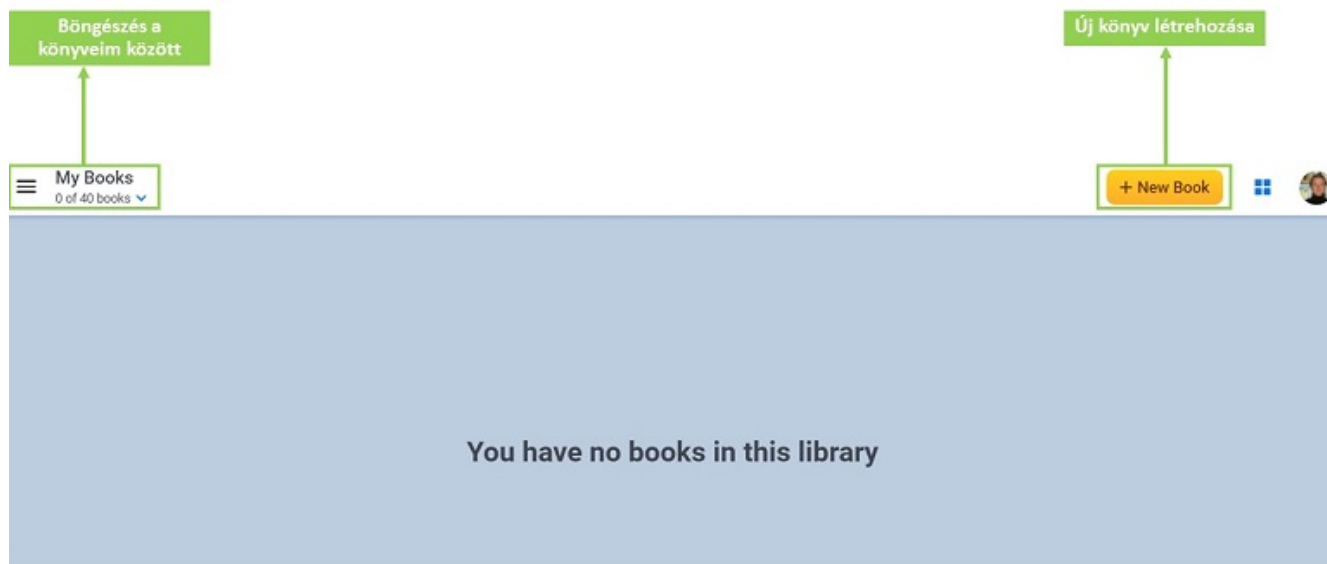 Böngészés a
könyveim között
Új könyv létrehozása
My Books
0 of 40 books
+ New Book
You have no books in this library